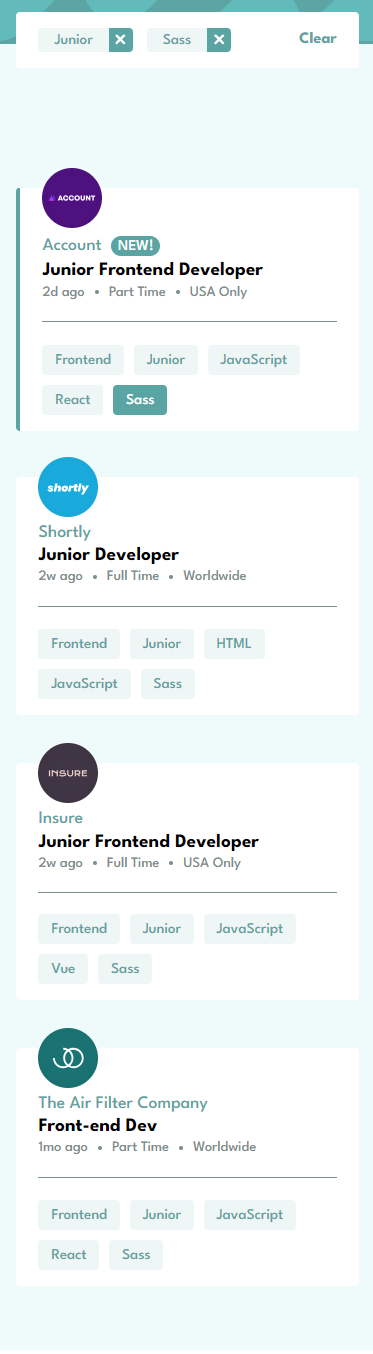 Junior Sass Clear
ACCOUNT
Account NEW!
Junior Frontend Developer
2d ago • Part Time • USA Only
Frontend Junior JavaScript
React Sass
shortly
Shortly
Junior Developer
2w ago • Full Time • Worldwide
Frontend Junior HTML
JavaScript Sass
INSURE
Insure
Junior Frontend Developer
2w ago • Full Time • USA Only
Frontend Junior JavaScript
Vue Sass
The Air Filter Company
Front-end Dev
1mo ago • Part Time • Worldwide
Frontend Junior JavaScript
React Sass